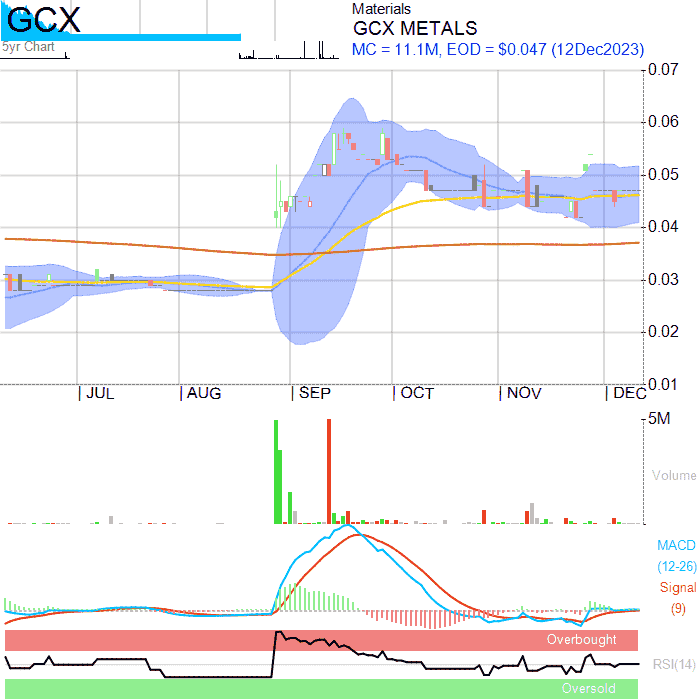 GCX
5yr Chart
Materials
GCX METALS
MC = 11.1M, EOD = $0.047 (12Dec2023)
0.07
0.06
0.05
0.04
0.03
0.02
0.01
JUL AUG SEP OCT NOV DEC
5M
Volume
MACD
(12-26)
Signal
(9)
Overbought
RSI(14)
Oversold